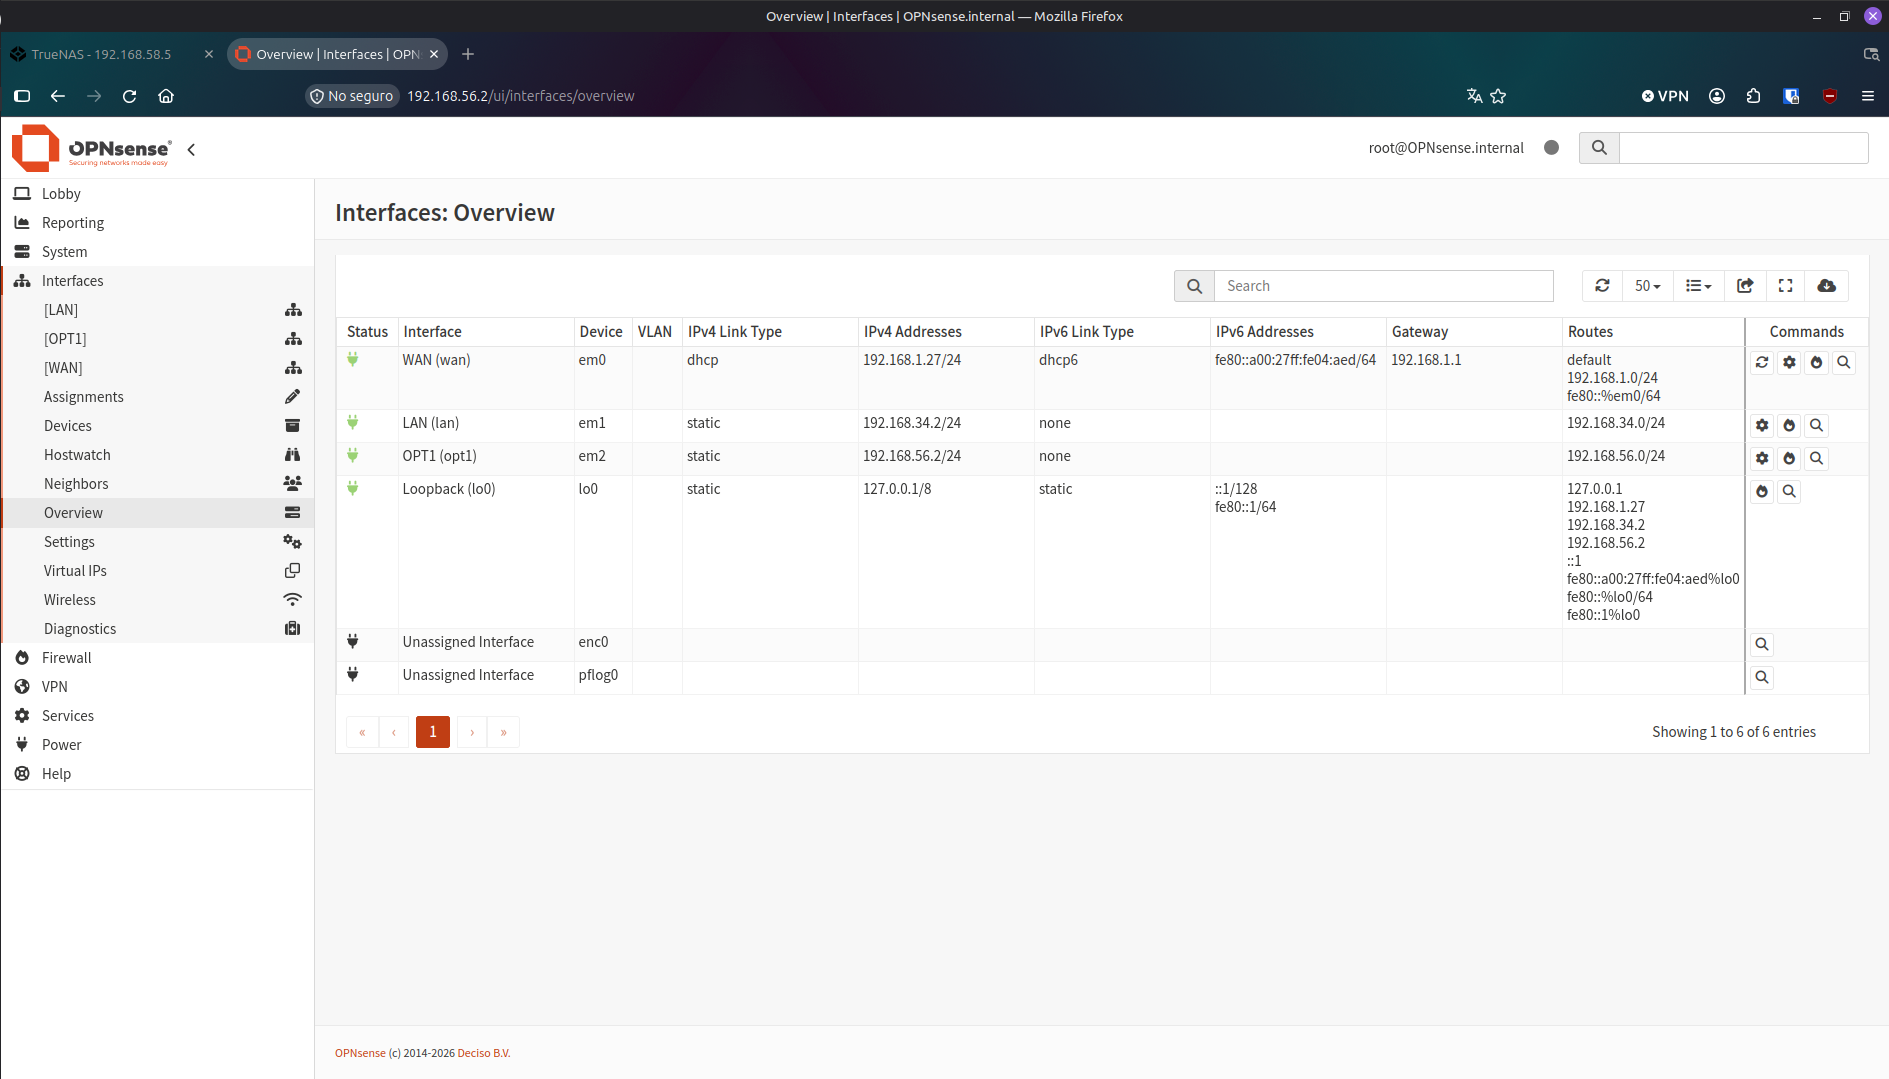 Overview | Interfaces | OPNsense.internal — Mozilla Firefox
TrueNAS - 192.168.58.5
Overview | Interfaces | OPN
No seguro 192.168.56.2/ui/interfaces/overview
VPN
OPNsense®
Securing networks made easy
root@OPNsense.internal
Lobby
Reporting
System
Interfaces
[LAN]
[OPT1]
[WAN]
Assignments
Devices
Hostwatch
Neighbors
Overview
Settings
Virtual IPs
Wireless
Diagnostics
Firewall
VPN
Services
Power
Help
Interfaces: Overview
Search
50
Status Interface Device VLAN IPv4 Link Type IPv4 Addresses IPv6 Link Type IPv6 Addresses Gateway Routes Commands
WAN (wan) em0 dhcp 192.168.1.27/24 dhcp6 fe80::a00:27ff:fe04:aed/64 192.168.1.1 default
192.168.1.0/24
fe80::%em0/64
LAN (lan) em1 static 192.168.34.2/24 none 192.168.34.0/24
OPT1 (opt1) em2 static 192.168.56.2/24 none 192.168.56.0/24
Loopback (lo0) lo0 static 127.0.0.1/8 static ::1/128 127.0.0.1
fe80::1/64 192.168.1.27
192.168.34.2
192.168.56.2
::1
fe80::a00:27ff:fe04:aed%lo0
fe80::%lo0/64
fe80::1%lo0
Unassigned Interface enc0
Unassigned Interface pflog0
« ‹ 1 › »
Showing 1 to 6 of 6 entries
OPNsense (c) 2014-2026 Deciso B.V.